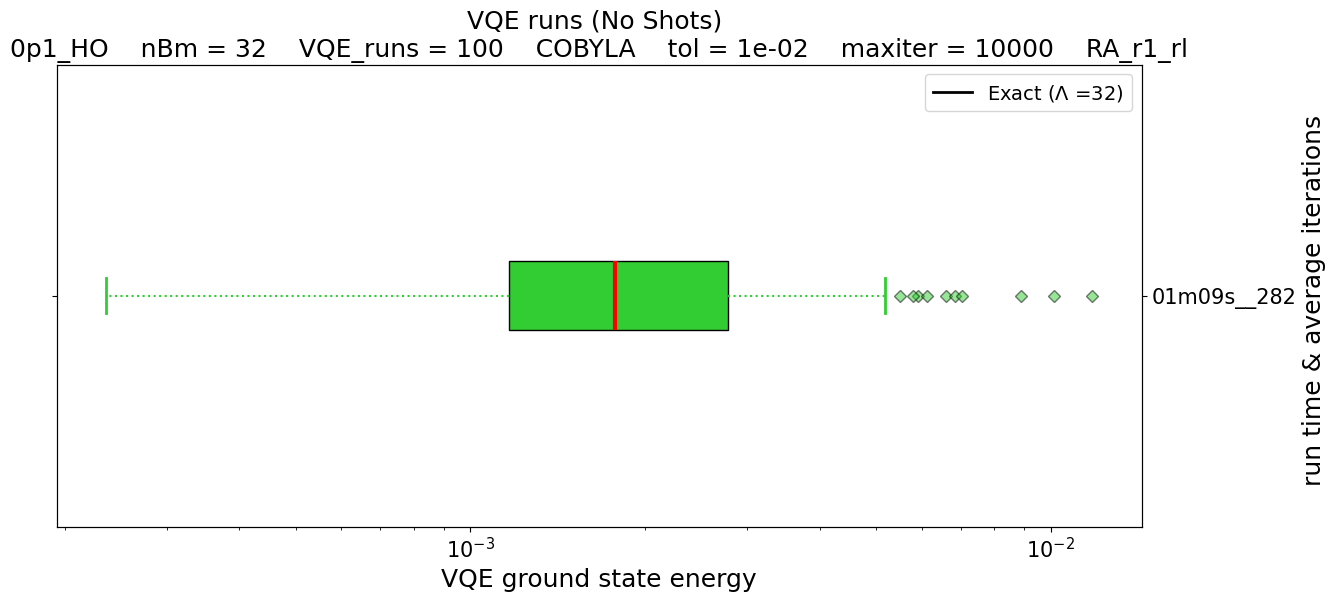 VQE runs (No Shots)
0p1_HO    nBm = 32    VQE_runs = 100    COBYLA    tol = 1e-02    maxiter = 10000    RA_r1_rl
Exact (Λ =32)
01m09s__282
run time & average iterations
10⁻³
10⁻²
VQE ground state energy